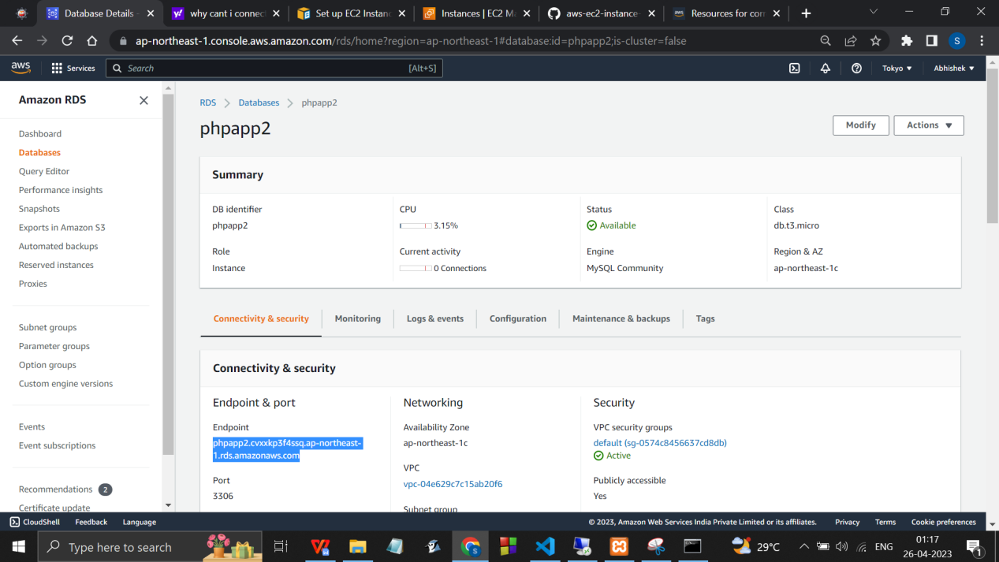 Database Details -
why cant i connec
Set up EC2 Instanc
Instances | EC2 Ma
aws-ec2-instance-
Resources for com
ap-northeast-1.console.aws.amazon.com/rds/home?region=ap-northeast-1#database:id=phpapp2;is-cluster=false
S
aws
Services
Search
[Alt+S]
Tokyo
Abhishek
Amazon RDS
Dashboard
Databases
Query Editor
Performance insights
Snapshots
Exports in Amazon S3
Automated backups
Reserved instances
Proxies
Subnet groups
Parameter groups
Option groups
Custom engine versions
Events
Event subscriptions
Recommendations 2
Certificate update
RDS
Databases
phpapp2
phpapp2
Modify
Actions
Summary
DB identifier
phpapp2
CPU
3.15%
Status
Available
Class
db.t3.micro
Role
Instance
Current activity
0 Connections
Engine
MySQL Community
Region & AZ
ap-northeast-1c
Connectivity & security
Monitoring
Logs & events
Configuration
Maintenance & backups
Tags
Connectivity & security
Endpoint & port
Endpoint
phpapp2.cvxxkp3f4ssq.ap-northeast-
1.rds.amazonaws.com
Port
3306
Networking
Availability Zone
ap-northeast-1c
VPC
vpc-04e629c7c15ab20f6
Subnet group
Security
VPC security groups
default (sg-0574c8456637cd8db)
Active
Publicly accessible
Yes
CloudShell
Feedback
Language
© 2023, Amazon Web Services India Private Limited or its affiliates.
Privacy
Terms
Cookie preferences
Type here to search
29°C
ENG
01:17
26-04-2023
1